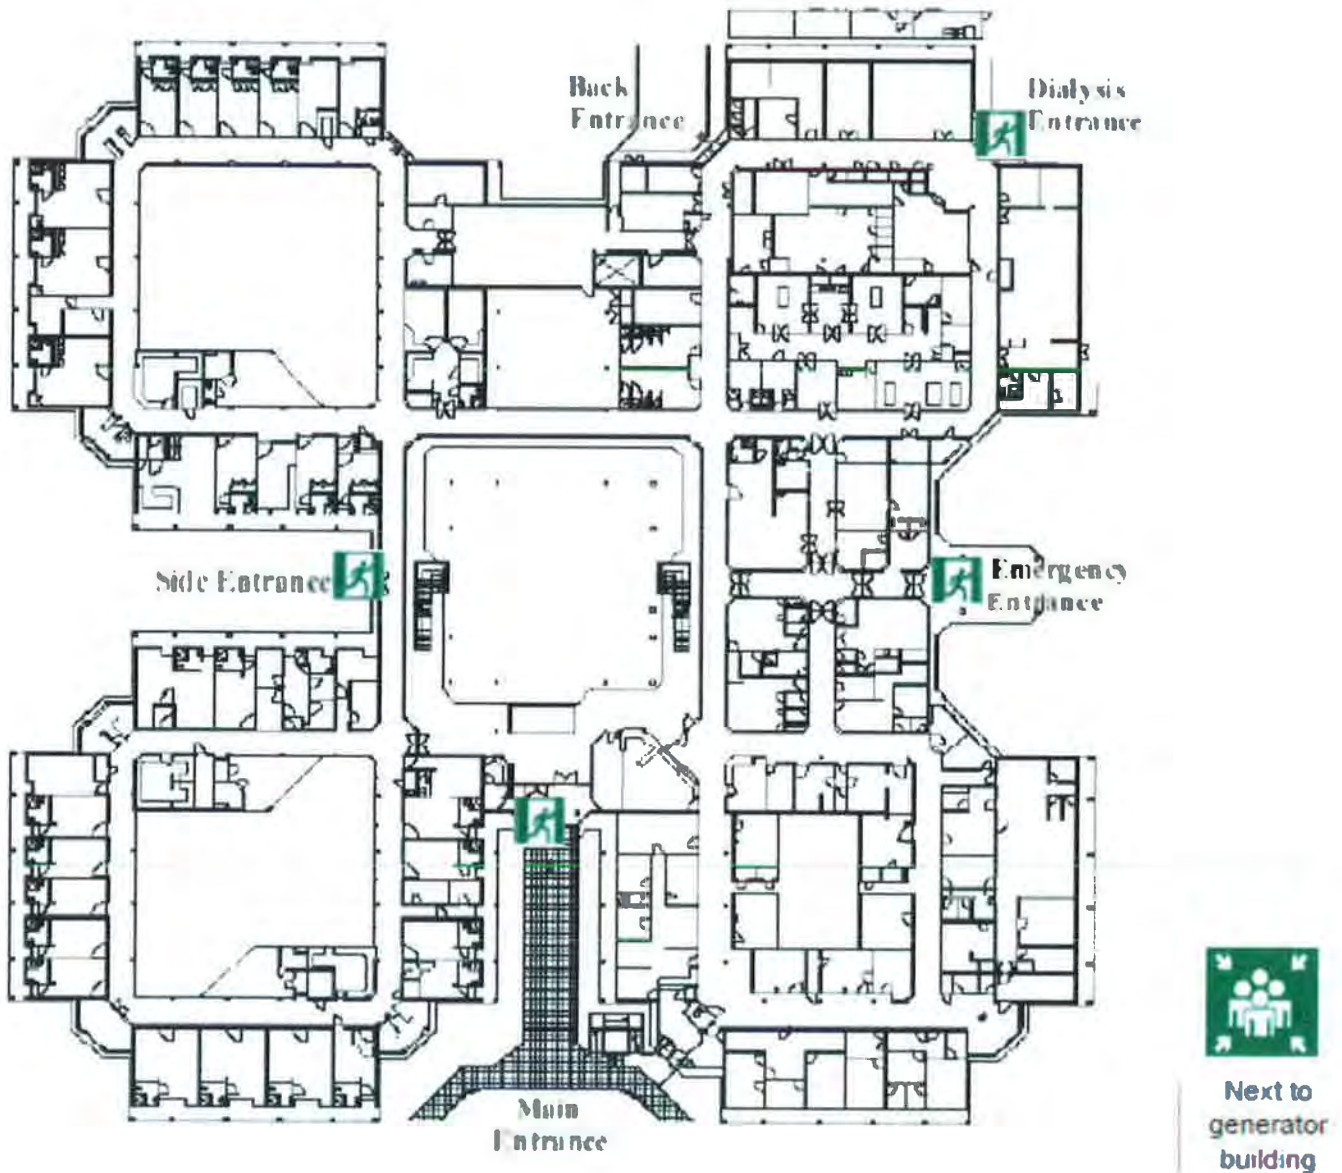 Back
Entrance
Dialysis
Entrance
Side Entrance
Emergency
Entrance
Main
Entrance
Next to
generator
building